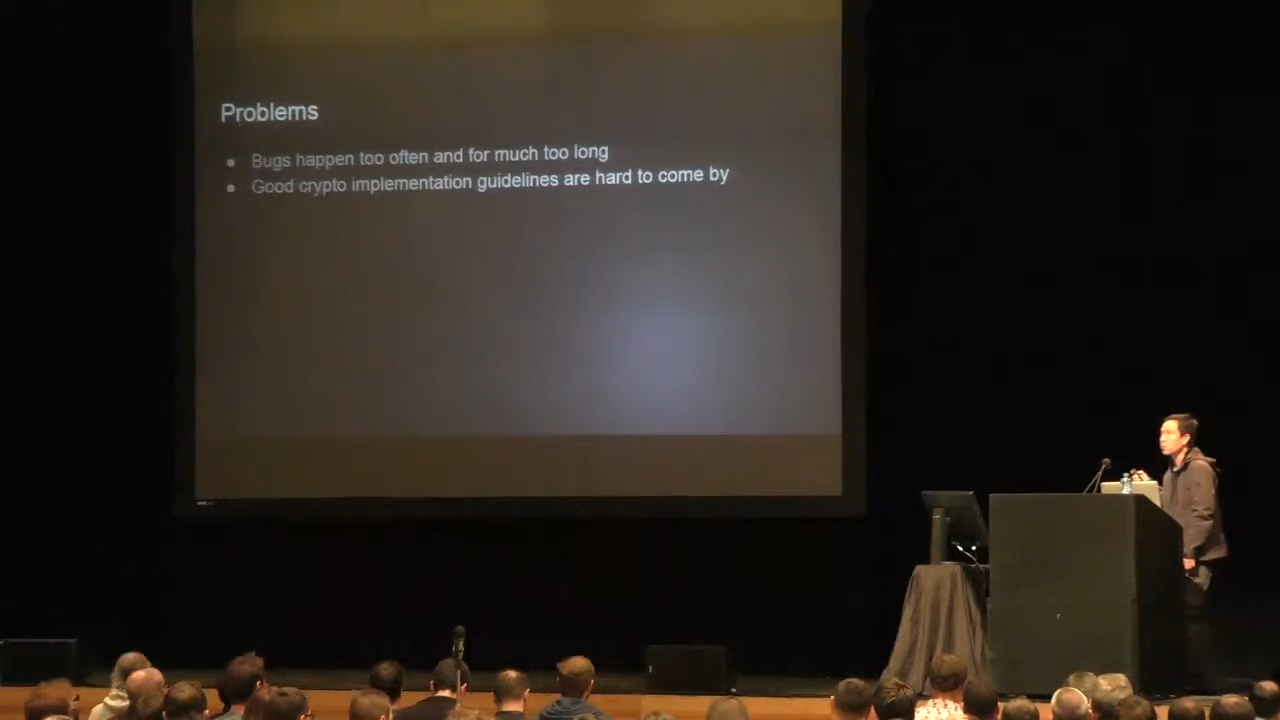 Problems
● Bugs happen too often and for much too long
● Good crypto implementation guidelines are hard to come by